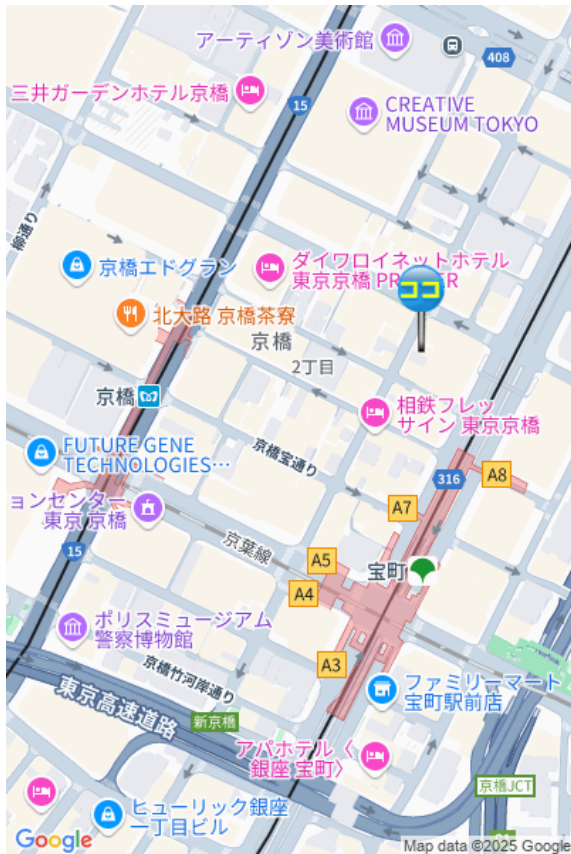 アーティゾン美術館
408
三井ガーデンホテル京橋
15
CREATIVE
MUSEUM TOKYO
柳通り
京橋エドグラン
ダイワロイネットホテル
東京京橋 PR
ER
ココ
北大路 京橋茶寮
京橋
2丁目
京橋
相鉄フレッ
サイン 東京京橋
FUTURE GENE
TECHNOLOGIES…
京橋宝通り
316
A8
ョンセンター
東京 京橋
A7
京葉線
A5
宝町
15
A4
ポリスミュージアム
警察博物館
A3
京橋竹河岸通り
ファミリーマート
宝町駅前店
東京高速道路
新京橋
アパホテル〈
銀座 宝町〉
京橋JCT
ヒューリック銀座
一丁目ビル
Google
Map data ©2025 Google